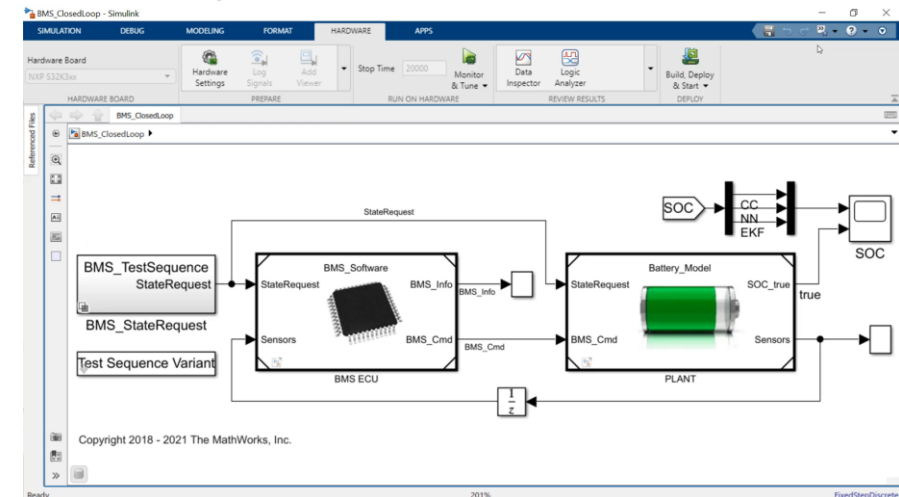 BMS_ClosedLoop - Simulink
SIMULATION DEBUG MODELING FORMAT HARDWARE APPS
Hardware Board
NXP S32K3xx
Hardware Settings
Log Signals
Add Viewer
Stop Time 20000
Monitor & Tune
Data Inspector
Logic Analyzer
Build, Deploy & Start
HARDWARE BOARD PREPARE RUN ON HARDWARE REVIEW RESULTS DEPLOY
Referenced Files
BMS_ClosedLoop
BMS_ClosedLoop
SOC
CC
NN
EKF
SOC
StateRequest
BMS_TestSequence
StateRequest
BMS_StateRequest
Test Sequence Variant
BMS_Software
StateRequest
BMS_Info
BMS_Info
Sensors
BMS_Cmd
BMS_Cmd
BMS ECU
Battery_Model
StateRequest
SOC_true
true
BMS_Cmd
Sensors
PLANT
1
z
Copyright 2018 - 2021 The MathWorks, Inc.
Ready 201% FixedStepDiscrete